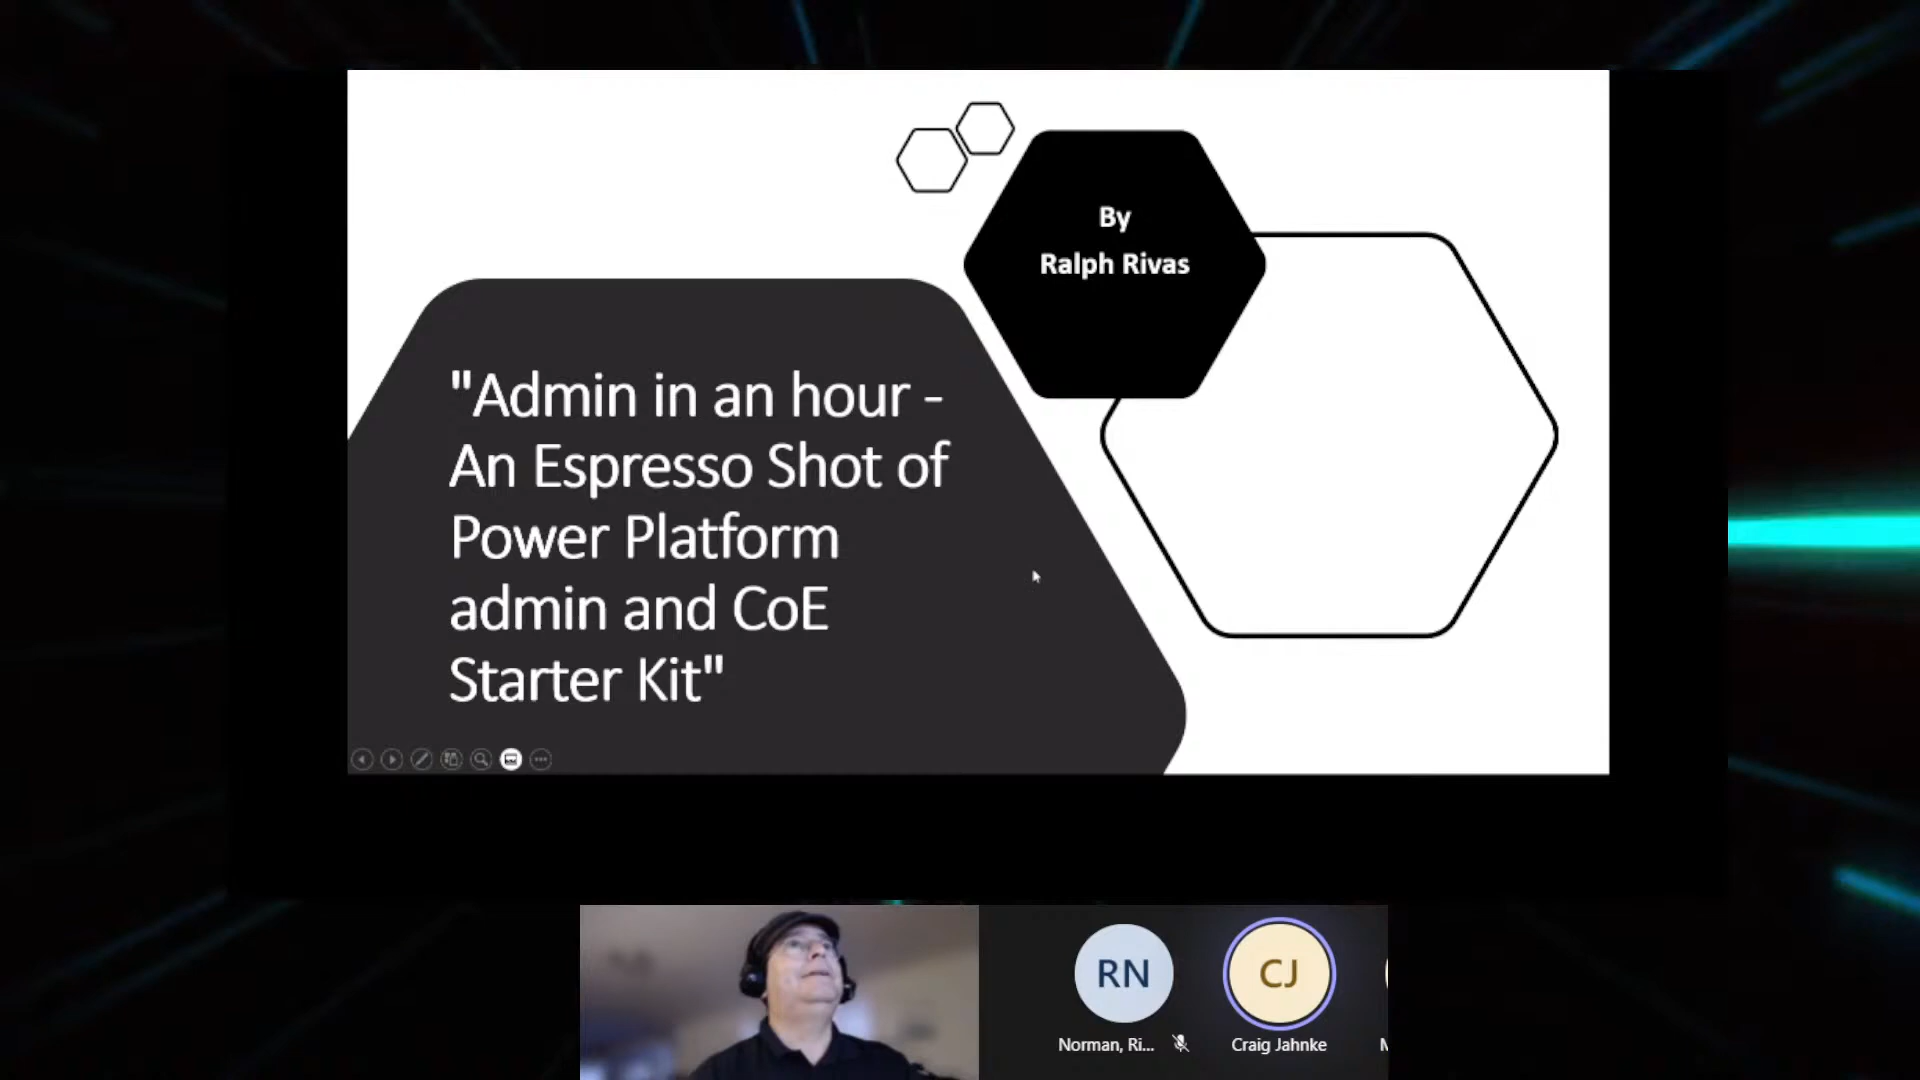 By
Ralph Rivas
"Admin in an hour -
An Espresso Shot of
Power Platform
admin and CoE
Starter Kit"
RN
CJ
Norman, Ri...
Craig Jahnke